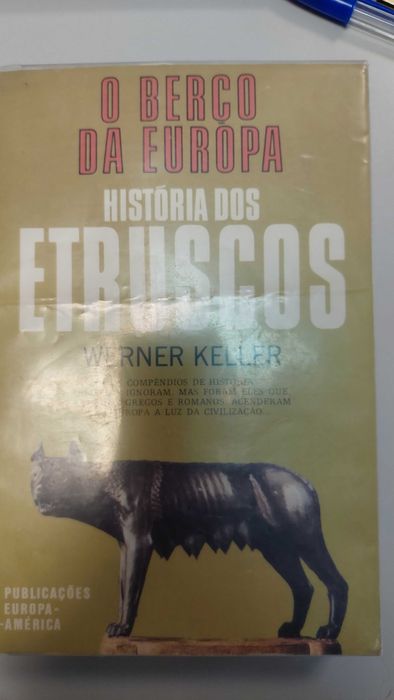 O BERÇO
DA EUROPA
HISTÓRIA DOS
ETRUSCOS
WERNER KELLER
COMPÊNDIOS DE HISTÓRIA
IGNORAM, MAS FORAM ELES QUE,
GREGOS E ROMANOS, ACENDERAM
A LUZ DA CIVILIZAÇÃO
PUBLICAÇÕES
EUROPA-
-AMÉRICA